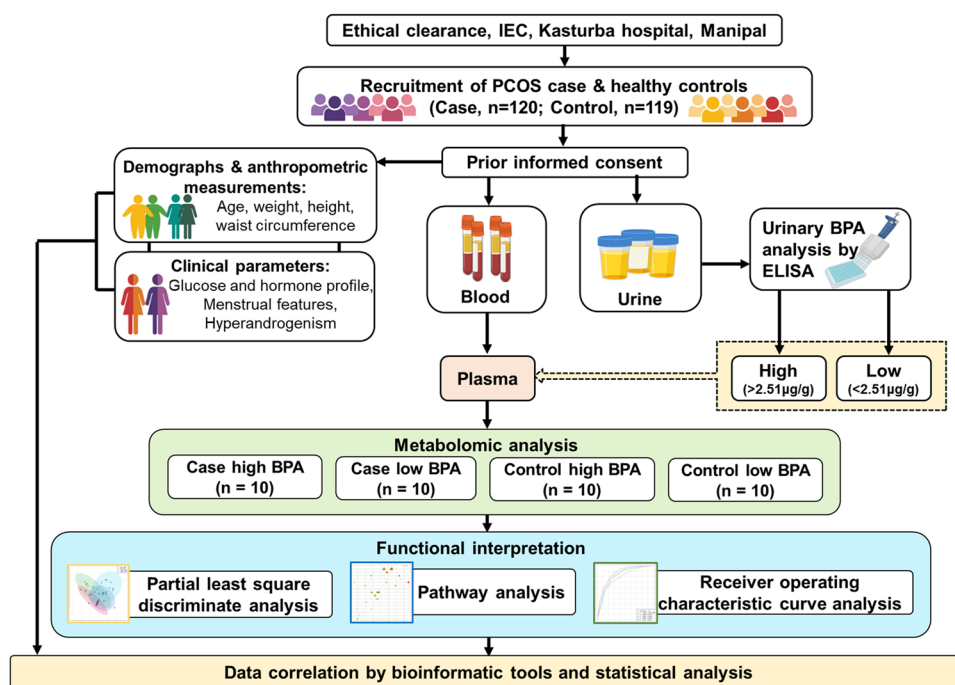 Ethical clearance, IEC, Kasturba hospital, Manipal
Recruitment of PCOS case & healthy controls
(Case, n=120; Control, n=119)
Prior informed consent
Demographs & anthropometric
measurements:
Age, weight, height,
waist circumference
Clinical parameters:
Glucose and hormone profile,
Menstrual features,
Hyperandrogenism
Blood
Urine
Urinary BPA
analysis by
ELISA
High
(>2.51µg/g)
Low
(<2.51µg/g)
Plasma
Metabolomic analysis
Case high BPA
(n = 10)
Case low BPA
(n = 10)
Control high BPA
(n = 10)
Control low BPA
(n = 10)
Functional interpretation
Partial least square
discriminate analysis
Pathway analysis
Receiver operating
characteristic curve analysis
Data correlation by bioinformatic tools and statistical analysis